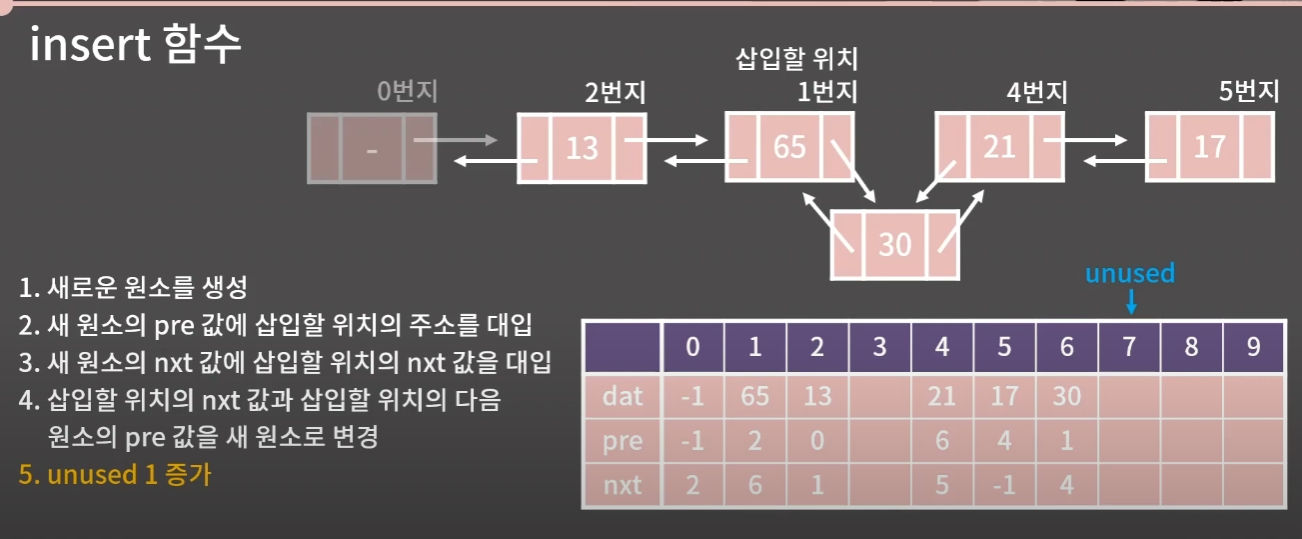 insert 함수
삽입할 위치
0번지 2번지 1번지 4번지 5번지
- 13 65 21 17
30
1. 새로운 원소를 생성
2. 새 원소의 pre 값에 삽입할 위치의 주소를 대입
3. 새 원소의 nxt 값에 삽입할 위치의 nxt 값을 대입
4. 삽입할 위치의 nxt 값과 삽입할 위치의 다음
원소의 pre 값을 새 원소로 변경
5. unused 1 증가
unused
0 1 2 3 4 5 6 7 8 9
dat -1 65 13 21 17 30
pre -1 2 0 6 4 1
nxt 2 6 1 5 -1 4